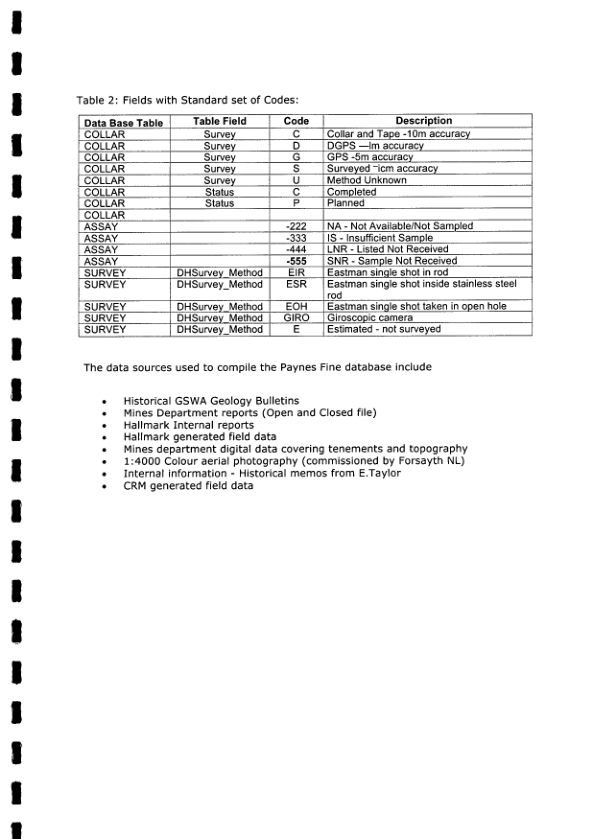 Table 2: Fields with Standard set of Codes:
Data Base Table Table Field Code Description
COLLAR Survey C Collar and Tape -10m accuracy
COLLAR Survey D DGPS —lm accuracy
COLLAR Survey G GPS -5m accuracy
COLLAR Survey S Surveyed ~icm accuracy
COLLAR Survey U Method Unknown
COLLAR Status C Completed
COLLAR Status P Planned
COLLAR
ASSAY -222 NA - Not Available/Not Sampled
ASSAY -333 IS - Insufficient Sample
ASSAY -444 LNR - Listed Not Received
ASSAY -555 SNR - Sample Not Received
SURVEY DHSurvey_Method EIR Eastman single shot in rod
SURVEY DHSurvey_Method ESR Eastman single shot inside stainless steel
rod
SURVEY DHSurvey_Method EOH Eastman single shot taken in open hole
SURVEY DHSurvey_Method GIRO Giroscopic camera
SURVEY DHSurvey_Method E Estimated - not surveyed
The data sources used to compile the Paynes Fine database include
• Historical GSWA Geology Bulletins
• Mines Department reports (Open and Closed file)
• Hallmark Internal reports
• Hallmark generated field data
• Mines department digital data covering tenements and topography
• 1:4000 Colour aerial photography (commissioned by Forsayth NL)
• Internal information - Historical memos from E.Taylor
• CRM generated field data